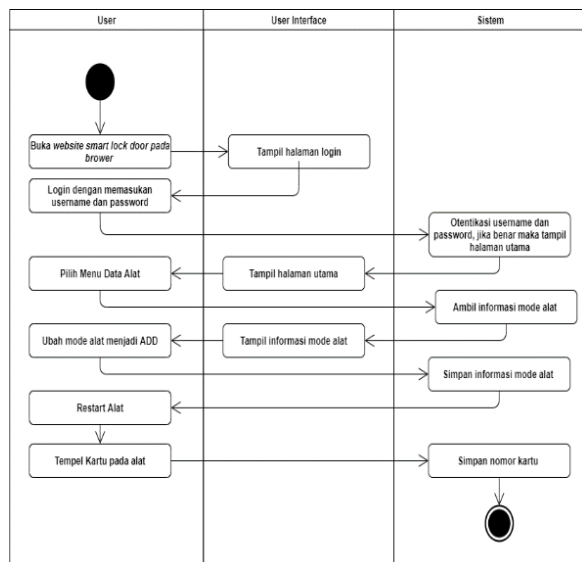 User
User Interface
Sistem
Buka website smart lock door pada
brower
Tampil halaman login
Login dengan memasukan
username dan password
Otentikasi username dan
password, jika benar maka tampil
halaman utama
Pilih Menu Data Alat
Tampil halaman utama
Ambil informasi mode alat
Ubah mode alat menjadi ADD
Tampil informasi mode alat
Simpan informasi mode alat
Restart Alat
Tempel Kartu pada alat
Simpan nomor kartu